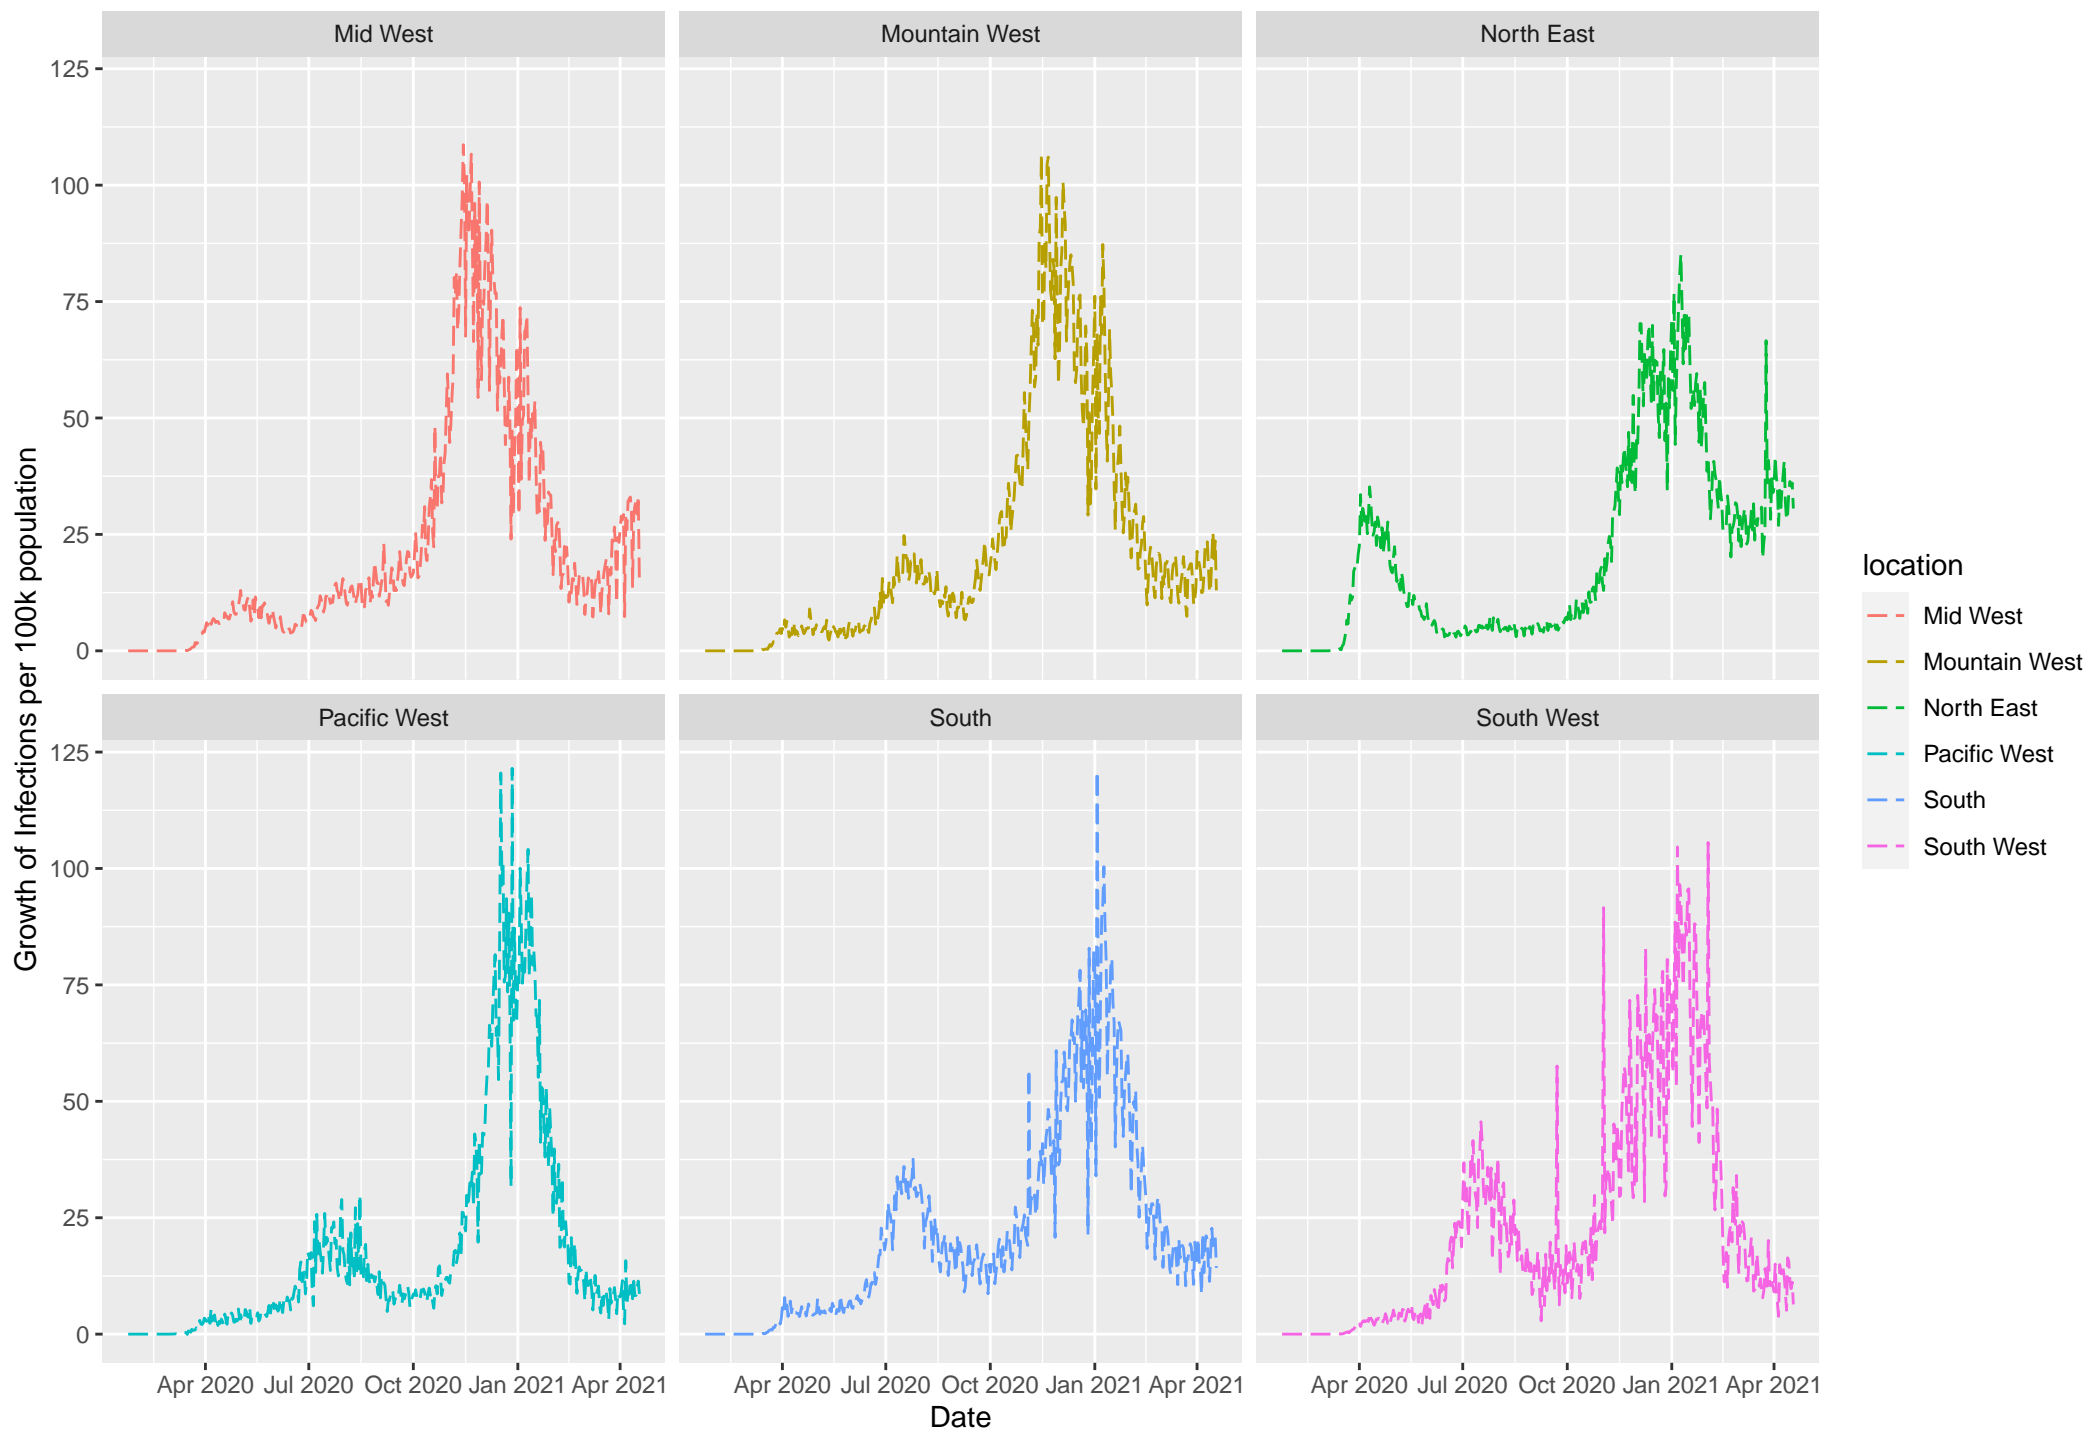 Mid West
Mountain West
North East
125
100
75
50
25
0
Pacific West
South
South West
125
100
75
50
25
0
Apr 2020 Jul 2020 Oct 2020 Jan 2021 Apr 2021
Apr 2020 Jul 2020 Oct 2020 Jan 2021 Apr 2021
Apr 2020 Jul 2020 Oct 2020 Jan 2021 Apr 2021
Date
Growth of Infections per 100k population
location
Mid West
Mountain West
North East
Pacific West
South
South West